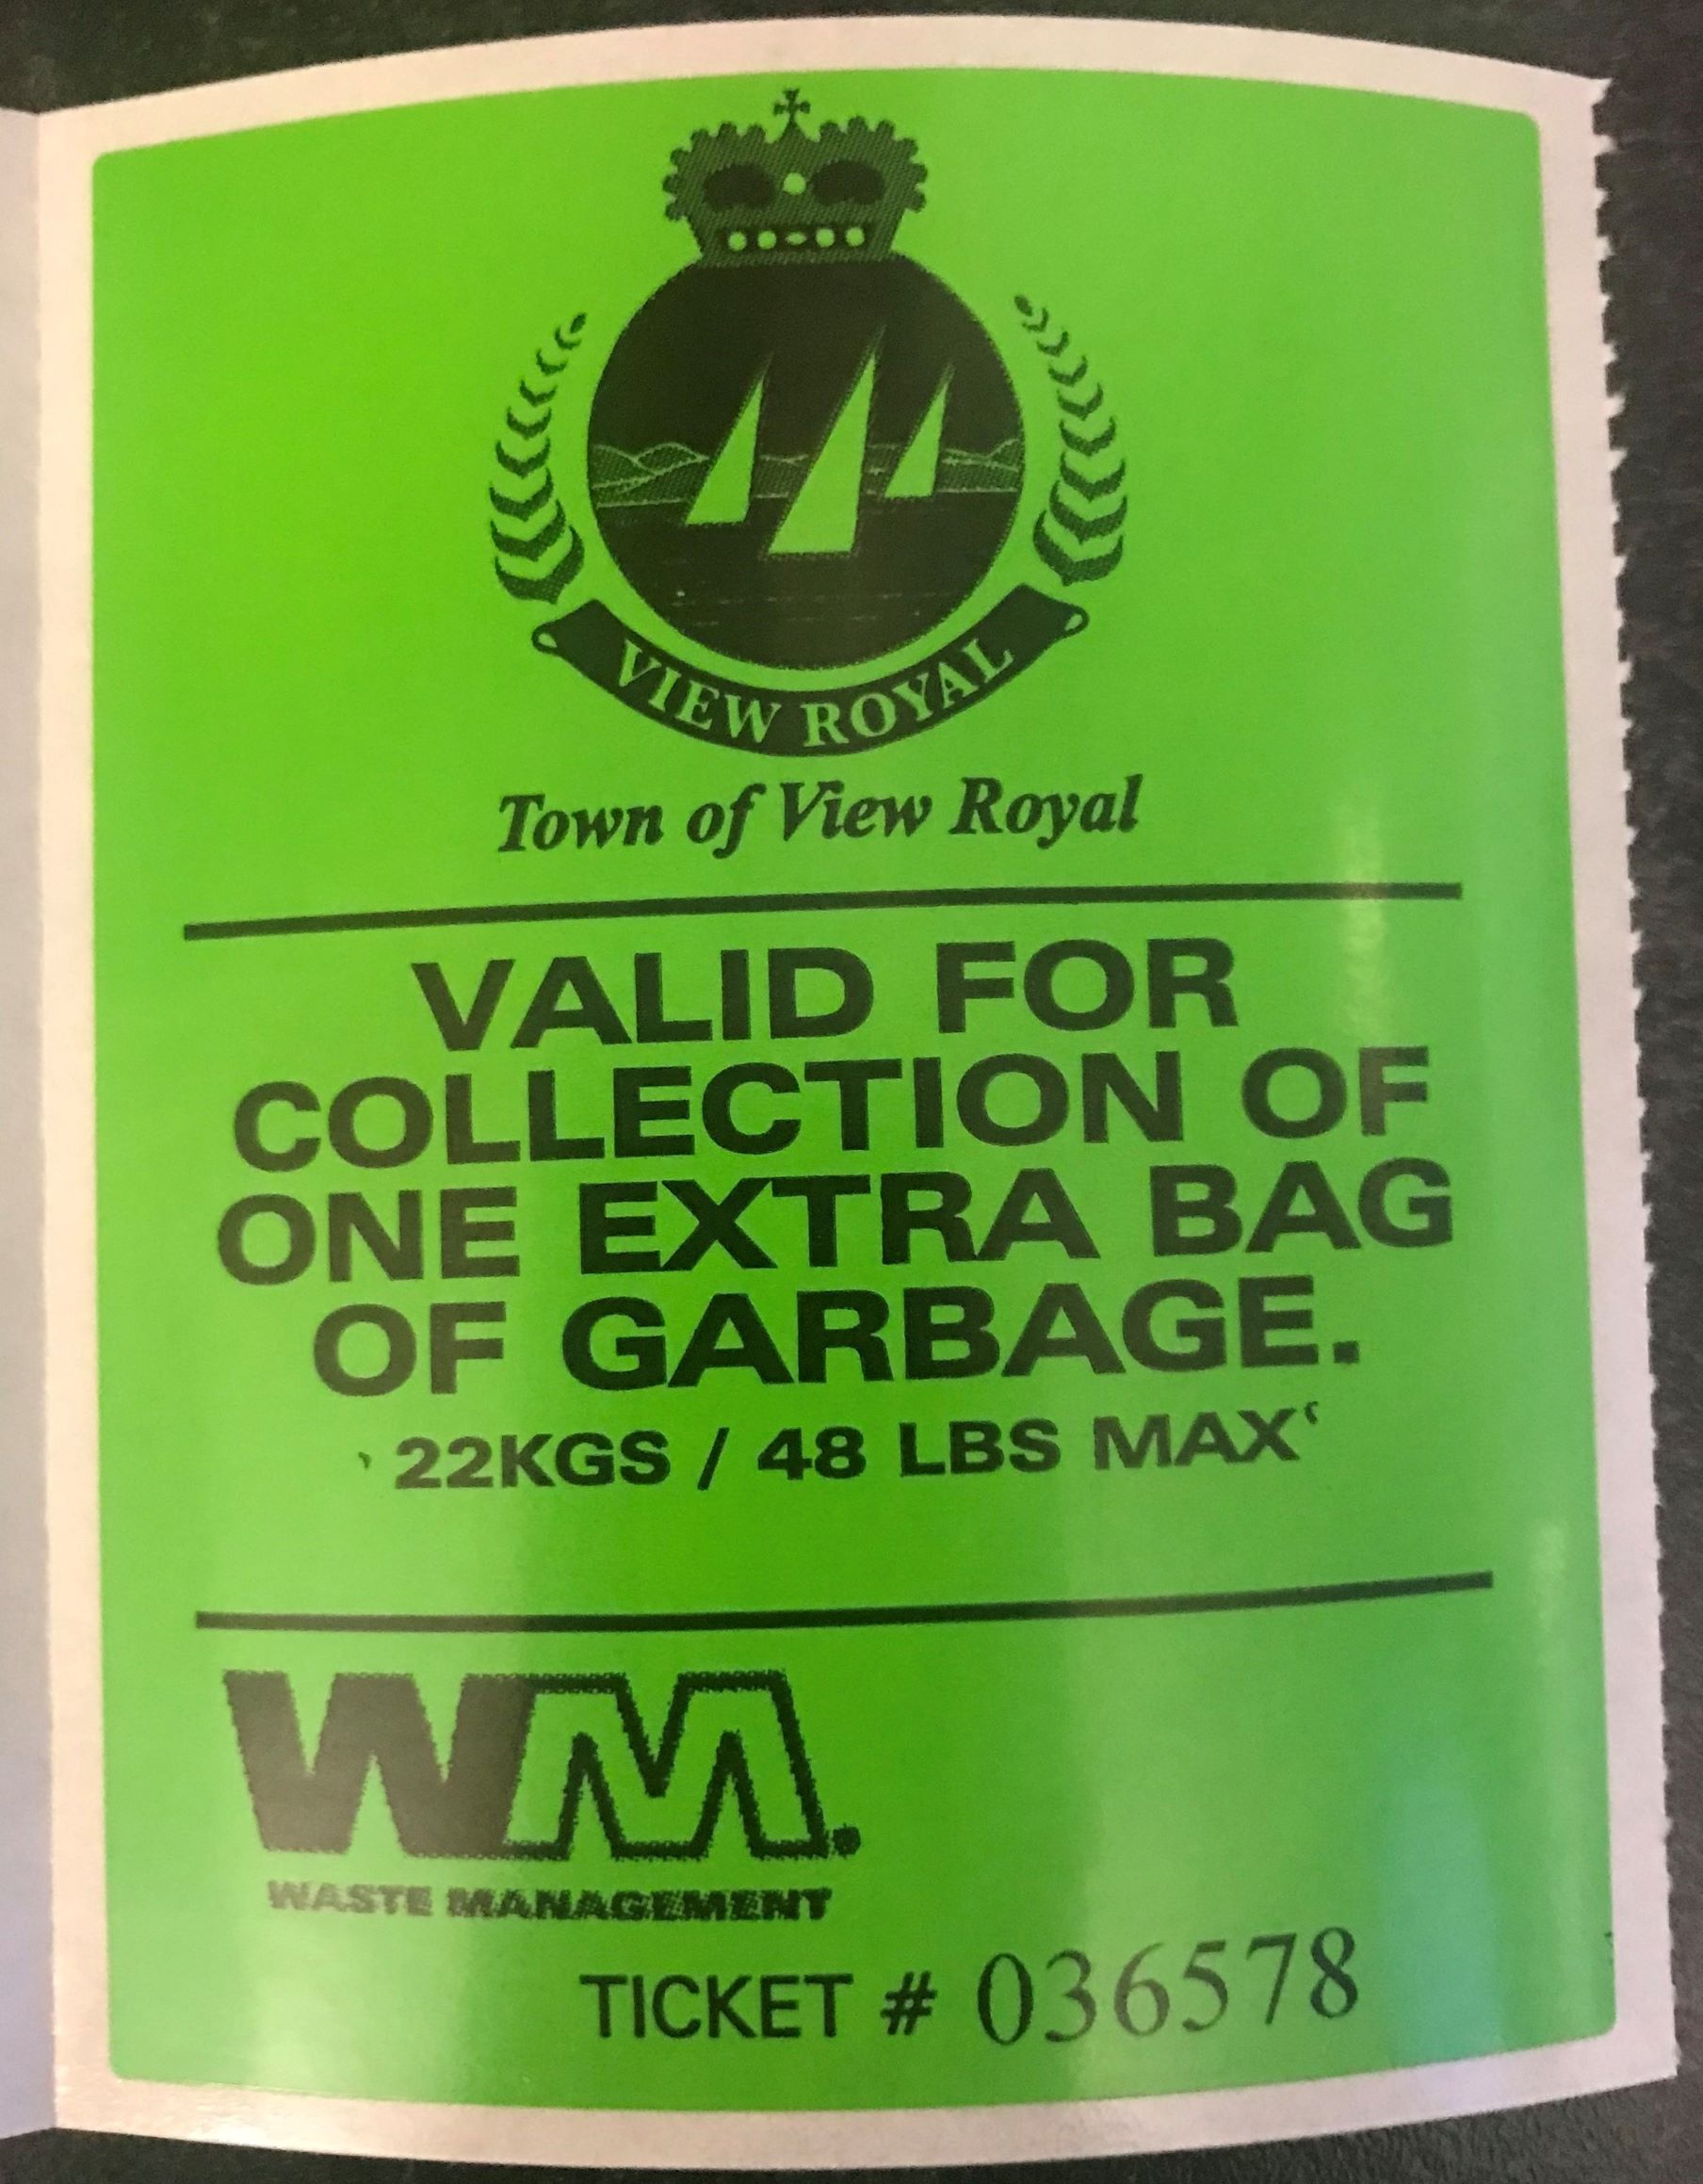 VIEW ROYAL
Town of View Royal
VALID FOR
COLLECTION OF
ONE EXTRA BAG
OF GARBAGE.
‵22KGS / 48 LBS MAX‘
WM.
WASTE MANAGEMENT
TICKET # 036578